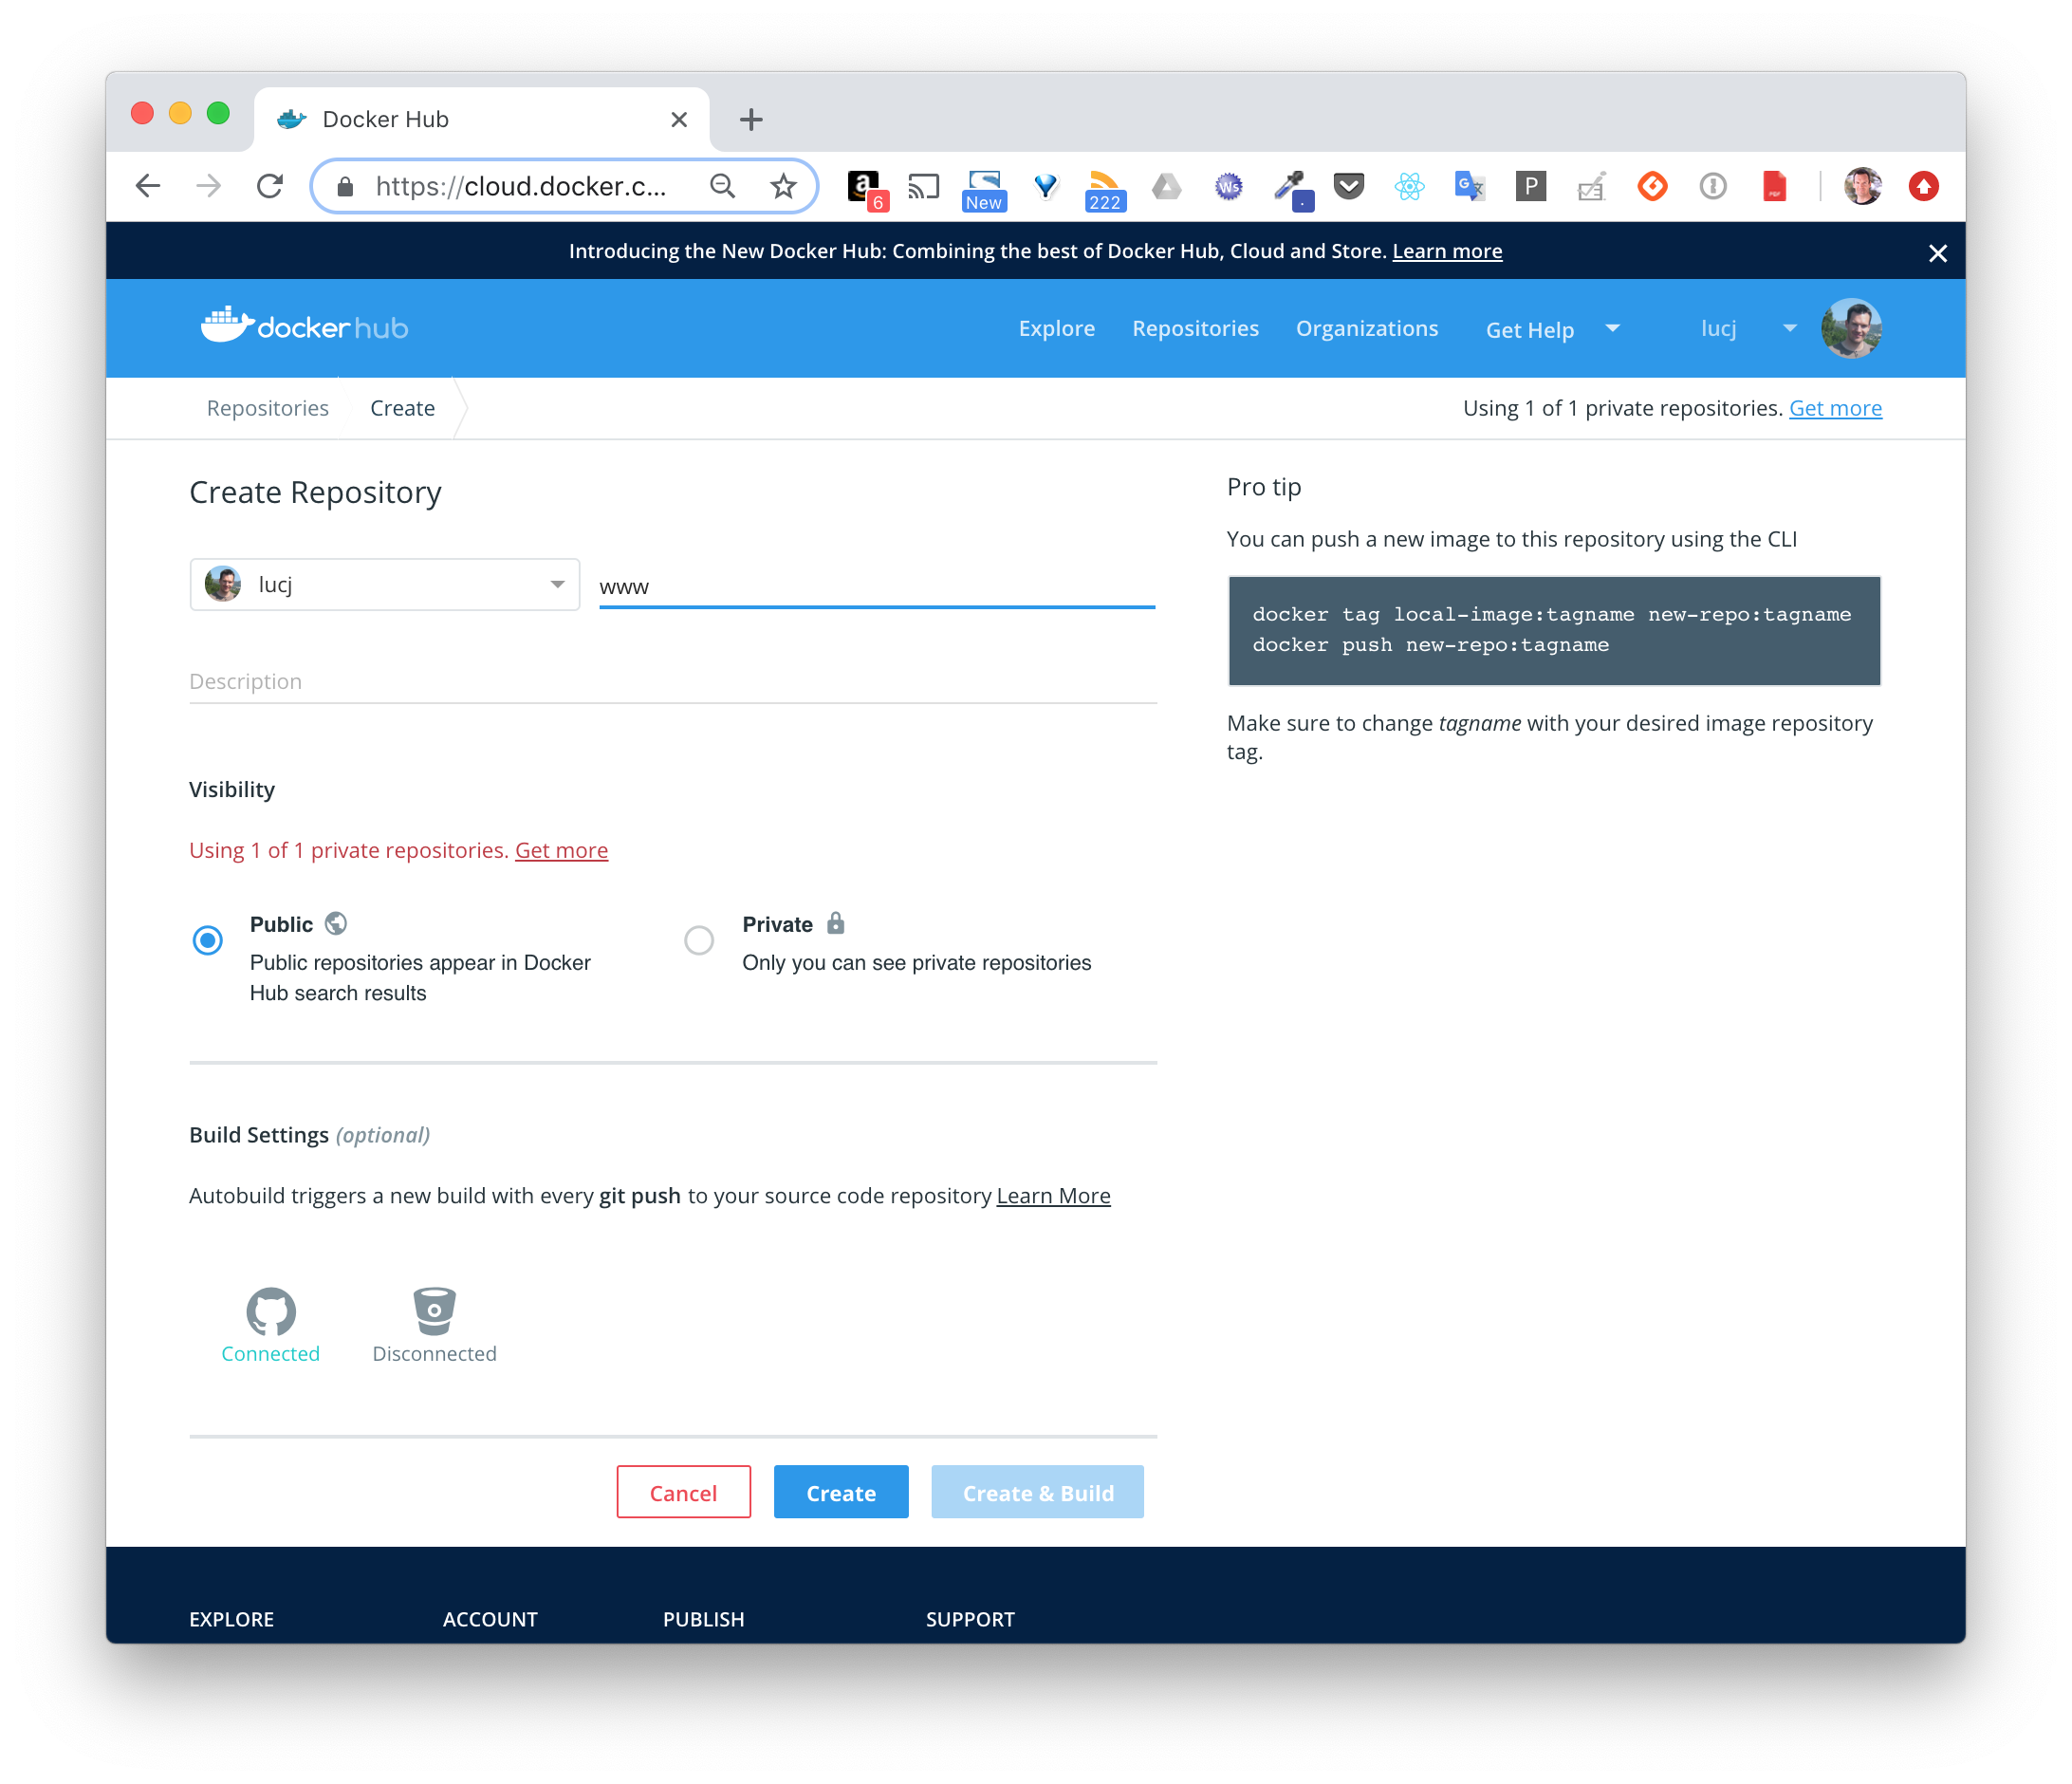 Docker Hub
https://cloud.docker.c...
a
6
New
222
Ws
G
P
PDF
Introducing the New Docker Hub: Combining the best of Docker Hub, Cloud and Store. Learn more
docker hub
Explore
Repositories
Organizations
Get Help
lucj
Repositories
Create
Using 1 of 1 private repositories. Get more
Create Repository
lucj
www
Description
Visibility
Using 1 of 1 private repositories. Get more
Public
Public repositories appear in Docker
Hub search results
Private
Only you can see private repositories
Build Settings (optional)
Autobuild triggers a new build with every git push to your source code repository Learn More
Connected
Disconnected
Cancel
Create
Create & Build
Pro tip
You can push a new image to this repository using the CLI
docker tag local-image:tagname new-repo:tagname
docker push new-repo:tagname
Make sure to change tagname with your desired image repository
tag.
EXPLORE
ACCOUNT
PUBLISH
SUPPORT